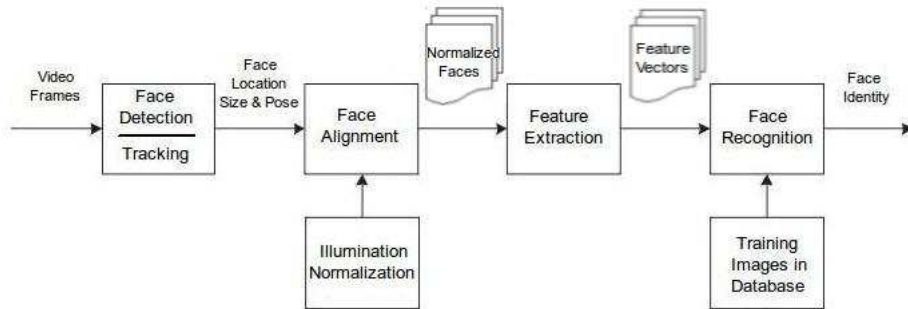 Video
Frames
Face
Detection
Tracking
Face
Location
Size & Pose
Face
Alignment
Normalized
Faces
Feature
Extraction
Feature
Vectors
Face
Recognition
Face
Identity
Illumination
Normalization
Training
Images in
Database